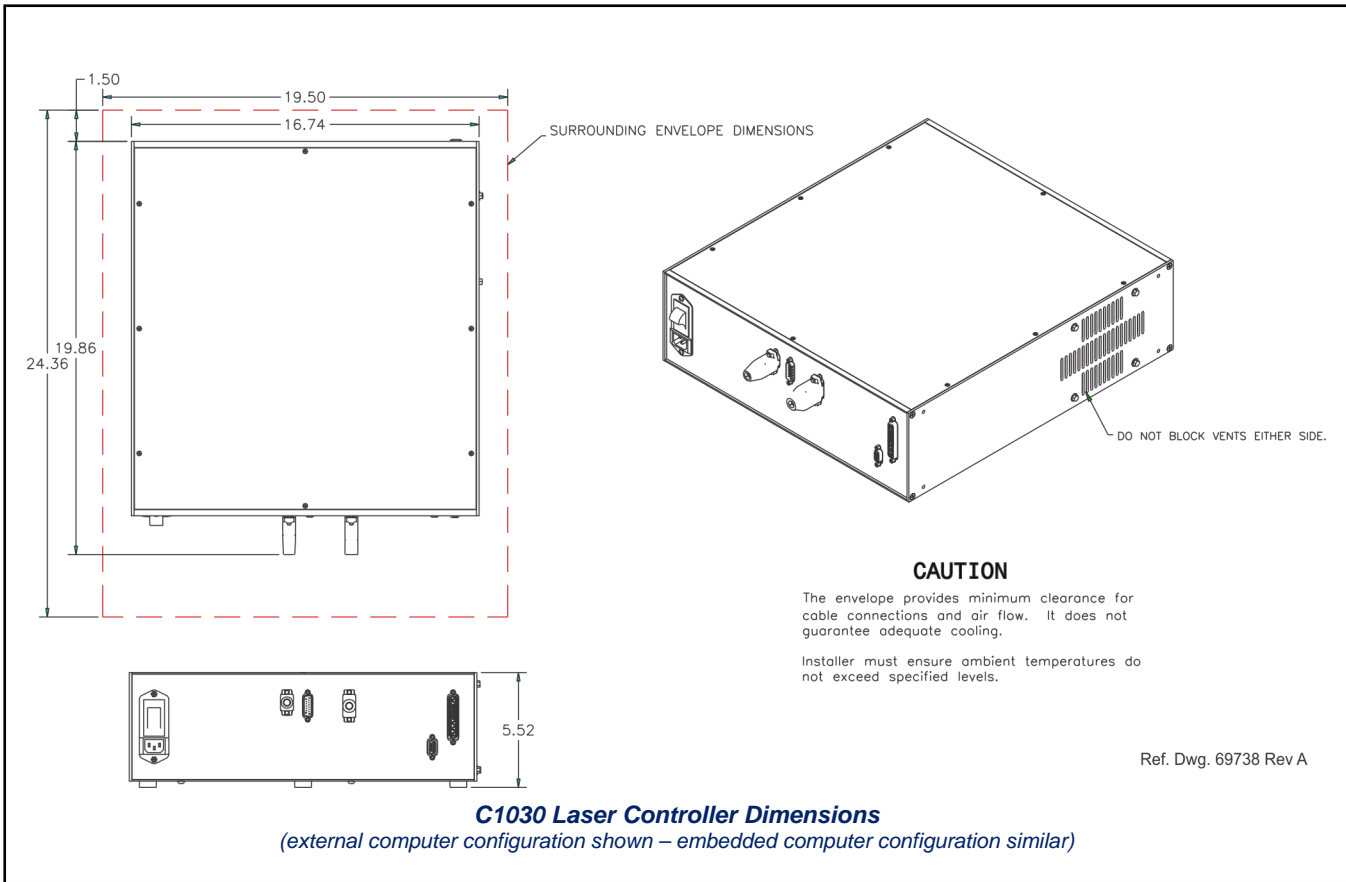 1.50
19.50
16.74
SURROUNDING ENVELOPE DIMENSIONS
19.86
24.36
DO NOT BLOCK VENTS EITHER SIDE.
CAUTION
The envelope provides minimum clearance for
cable connections and air flow. It does not
guarantee adequate cooling.
Installer must ensure ambient temperatures do
not exceed specified levels.
5.52
Ref. Dwg. 69738 Rev A
C1030 Laser Controller Dimensions
(external computer configuration shown – embedded computer configuration similar)